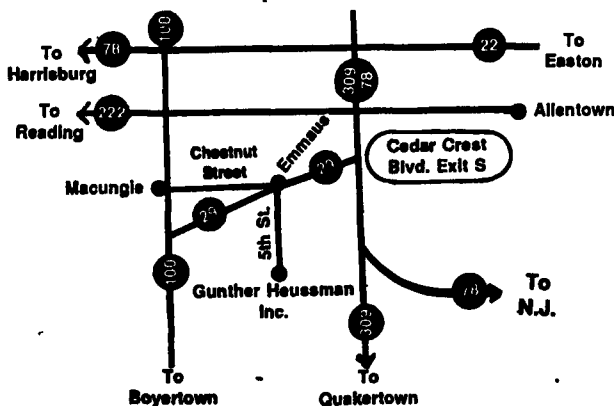 100
78
22
To
Harrisburg
To
Easton
309
78
To
Reading
222
Allentown
Chestnut
Street
Emmaus
29
Cedar Crest
Blvd. Exit S
Macungie
29
5th St.
100
Gunther Heussman
Inc.
78
To
N.J.
309
To
Boyertown
To
Quakertown